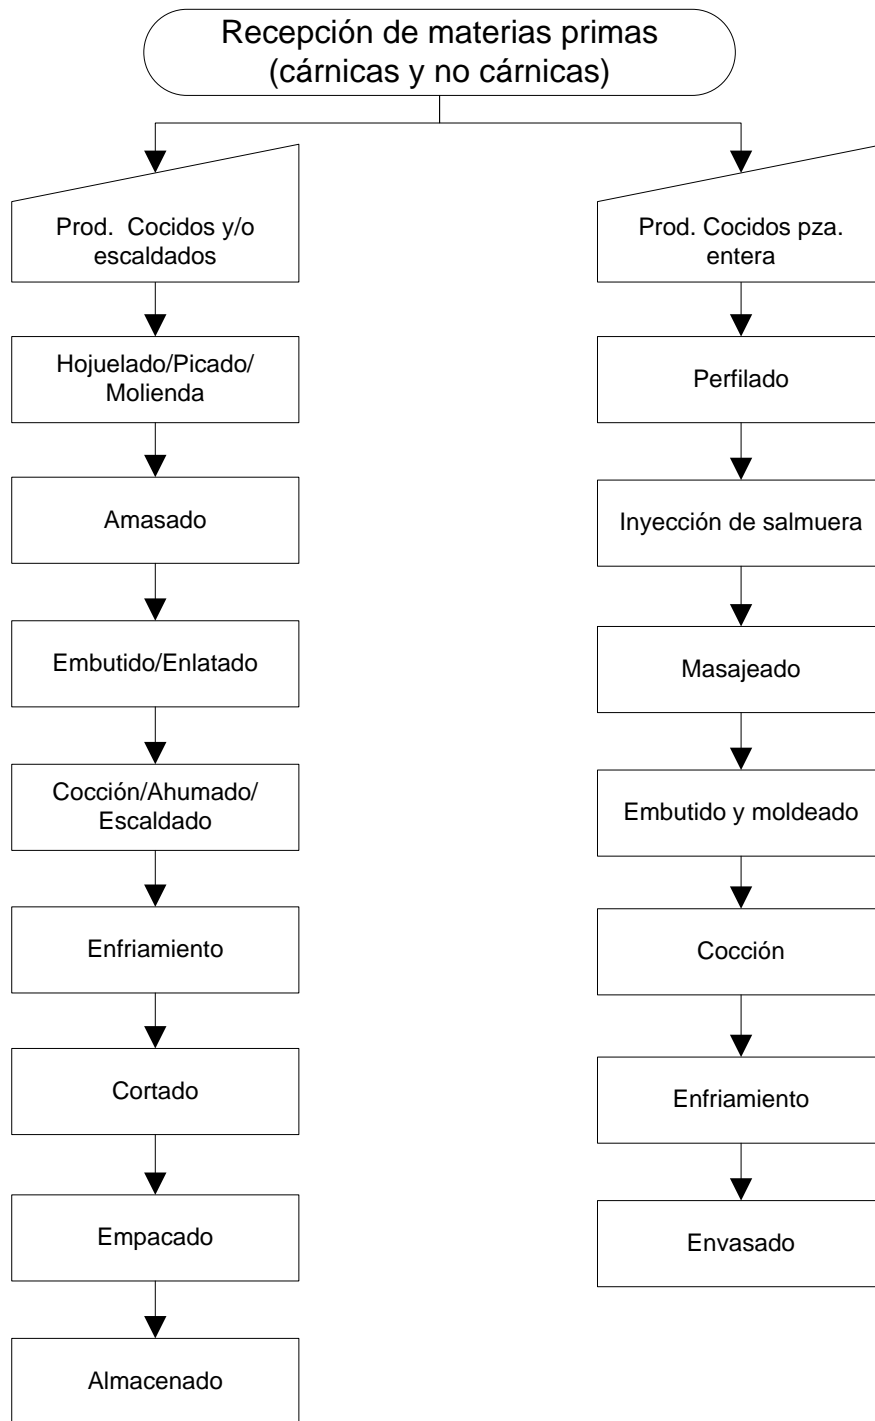 Recepción de materias primas
(cárnicas y no cárnicas)
Prod. Cocidos y/o
escaldados
Hojuelado/Picado/
Molienda
Amasado
Embutido/Enlatado
Cocción/Ahumado/
Escaldado
Enfriamiento
Cortado
Empacado
Almacenado
Prod. Cocidos pza.
entera
Perfilado
Inyección de salmuera
Masajeado
Embutido y moldeado
Cocción
Enfriamiento
Envasado